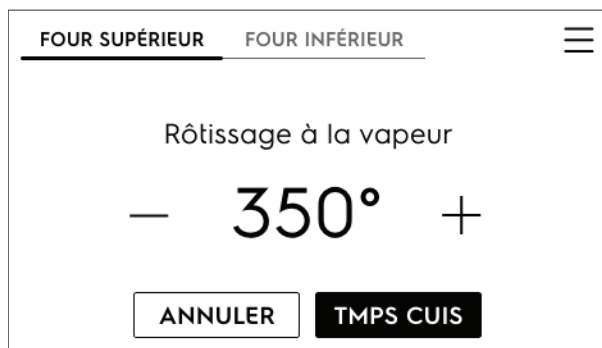 FOUR SUPÉRIEUR FOUR INFÉRIEUR
Rôtissage à la vapeur
— 350° +
ANNULER TMPS CUIS